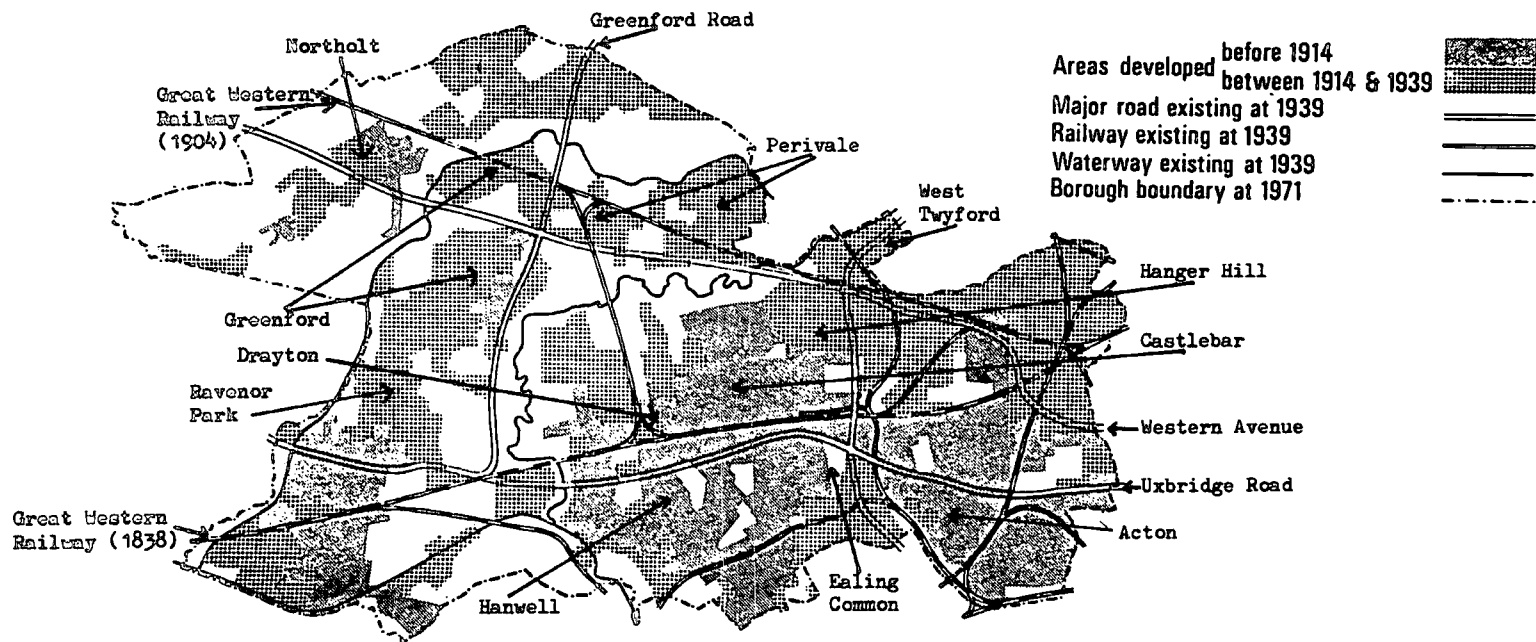 Greenford Road
Northolt
Great Western
Railway
(1904)
Perivale
West
Twyford
Hanger Hill
Greenford
Castlebar
Drayton
Ravenor
Park
Western Avenue
Uxbridge Road
Great Western
Railway (1838)
Acton
Ealing
Common
Hanwell
Areas developed before 1914
between 1914 & 1939
Major road existing at 1939
Railway existing at 1939
Waterway existing at 1939
Borough boundary at 1971